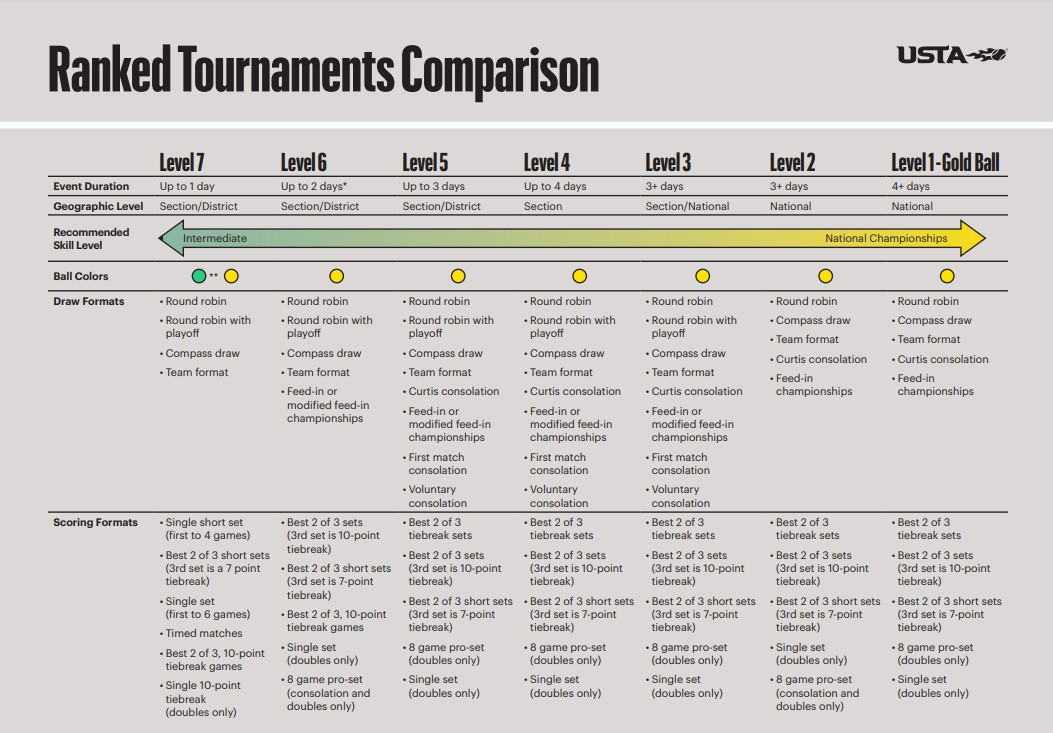 Ranked Tournaments Comparison
USTA
Level 7
Level 6
Level 5
Level 4
Level 3
Level 2
Level 1-Gold Ball
Event Duration
Up to 1 day
Up to 2 days*
Up to 3 days
Up to 4 days
3+ days
3+ days
4+ days
Geographic Level
Section/District
Section/District
Section/District
Section
Section/National
National
National
Recommended
Skill Level
Intermediate
National Championships
Ball Colors
**
Draw Formats
• Round robin
• Round robin with
playoff
• Compass draw
• Team format
• Round robin
• Round robin with
playoff
• Compass draw
• Team format
• Feed-in or
modified feed-in
championships
• Round robin
• Round robin with
playoff
• Compass draw
• Team format
• Curtis consolation
• Feed-in or
modified feed-in
championships
• First match
consolation
• Voluntary
consolation
• Round robin
• Round robin with
playoff
• Compass draw
• Team format
• Curtis consolation
• Feed-in or
modified feed-in
championships
• First match
consolation
• Voluntary
consolation
• Round robin
• Round robin with
playoff
• Compass draw
• Team format
• Curtis consolation
• Feed-in or
modified feed-in
championships
• First match
consolation
• Voluntary
consolation
• Round robin
• Compass draw
• Team format
• Curtis consolation
• Feed-in
championships
• Round robin
• Compass draw
• Team format
• Curtis consolation
• Feed-in
championships
Scoring Formats
• Single short set
(first to 4 games)
• Best 2 of 3 short sets
(3rd set is a 7 point
tiebreak)
• Single set
(first to 6 games)
• Timed matches
• Best 2 of 3, 10-point
tiebreak games
• Single 10-point
tiebreak
(doubles only)
• Best 2 of 3 sets
(3rd set is 10-point
tiebreak)
• Best 2 of 3 short sets
(3rd set is 7-point
tiebreak)
• Best 2 of 3, 10-point
tiebreak games
• Single set
(doubles only)
• 8 game pro-set
(consolation and
doubles only)
• Best 2 of 3
tiebreak sets
• Best 2 of 3 sets
(3rd set is 10-point
tiebreak)
• Best 2 of 3 short sets
(3rd set is 7-point
tiebreak)
• 8 game pro-set
(doubles only)
• Single set
(doubles only)
• Best 2 of 3
tiebreak sets
• Best 2 of 3 sets
(3rd set is 10-point
tiebreak)
• Best 2 of 3 short sets
(3rd set is 7-point
tiebreak)
• 8 game pro-set
(doubles only)
• Single set
(doubles only)
• Best 2 of 3
tiebreak sets
• Best 2 of 3 sets
(3rd set is 10-point
tiebreak)
• Best 2 of 3 short sets
(3rd set is 7-point
tiebreak)
• 8 game pro-set
(doubles only)
• Single set
(doubles only)
• Best 2 of 3
tiebreak sets
• Best 2 of 3 sets
(3rd set is 10-point
tiebreak)
• Best 2 of 3 short sets
(3rd set is 7-point
tiebreak)
• Single set
(doubles only)
• 8 game pro-set
(consolation and
doubles only)
• Best 2 of 3
tiebreak sets
• Best 2 of 3 sets
(3rd set is 10-point
tiebreak)
• Best 2 of 3 short sets
(3rd set is 7-point
tiebreak)
• 8 game pro-set
(doubles only)
• Single set
(doubles only)